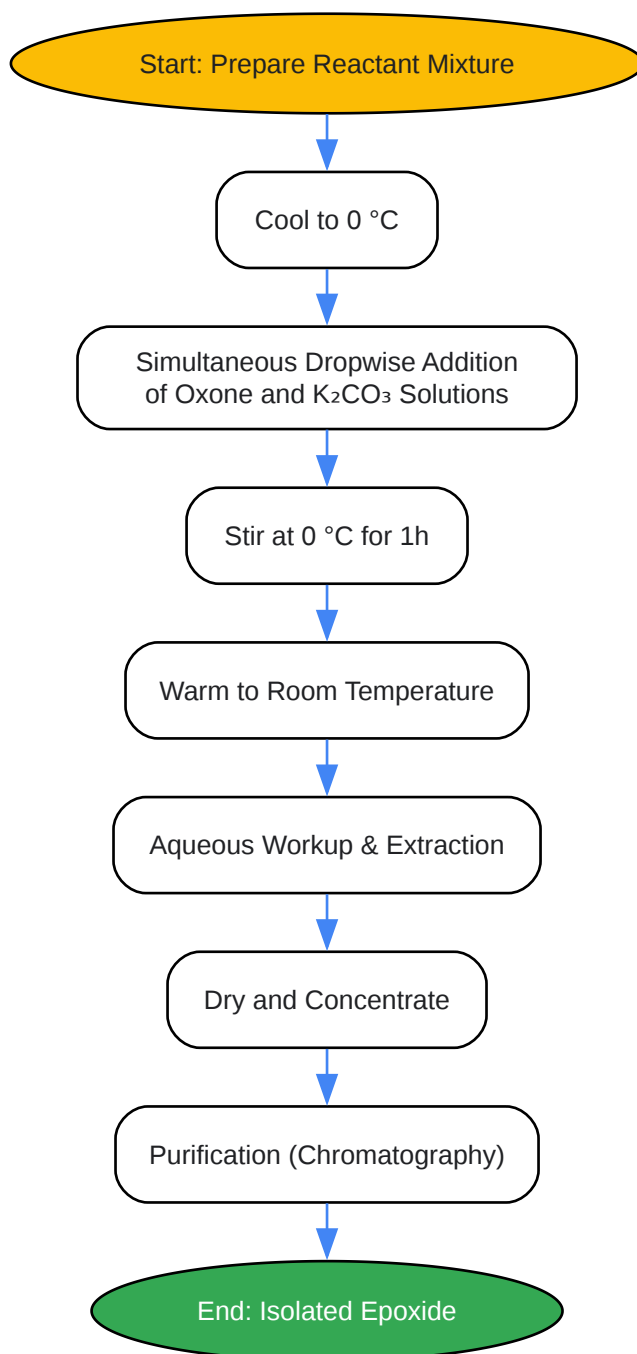 Start: Prepare Reactant Mixture
Cool to 0 °C
Simultaneous Dropwise Addition
of Oxone and K₂CO₃ Solutions
Stir at 0 °C for 1h
Warm to Room Temperature
Aqueous Workup & Extraction
Dry and Concentrate
Purification (Chromatography)
End: Isolated Epoxide